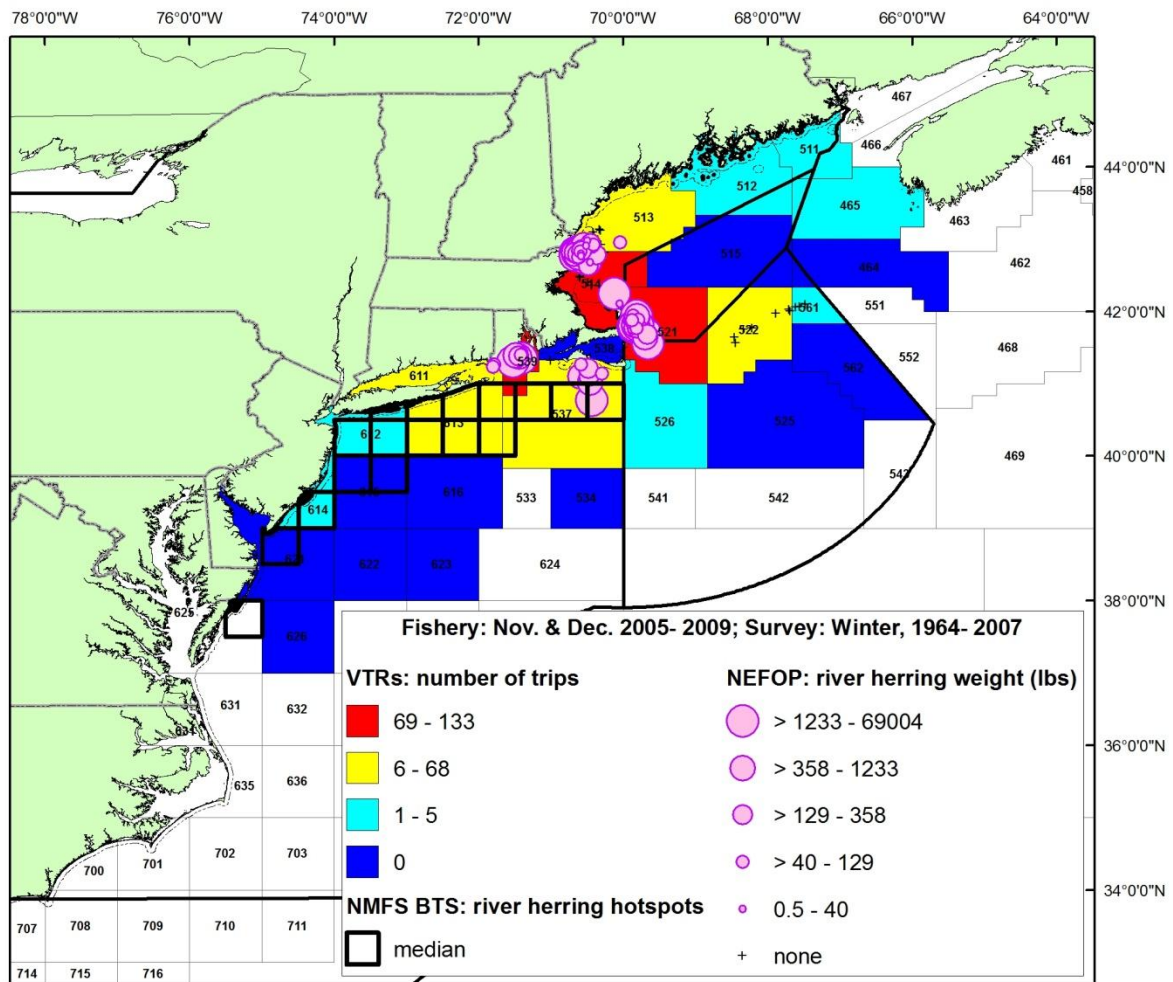 78°0'0"W 76°0'0"W 74°0'0"W 72°0'0"W 70°0'0"W 68°0'0"W 66°0'0"W 64°0'0"W
467
511 466 461
44°0'0"N
512 458
465 463
513
515 462
464
514
42°0'0"N
561 551
521 522
539 538 552 468
611 562
537
612 613 526 525
469
40°0'0"N
543
616 533 534 541 542
614
621 622 623 624
38°0'0"N
625
626
631 632
36°0'0"N
635 636
702 703
700 701
34°0'0"N
707 708 709 710 711
714 715 716
Fishery: Nov. & Dec. 2005- 2009; Survey: Winter, 1964- 2007
VTRs: number of trips
69 - 133
6 - 68
1 - 5
0
NMFS BTS: river herring hotspots
median
NEFOP: river herring weight (lbs)
> 1233 - 69004
> 358 - 1233
> 129 - 358
> 40 - 129
0.5 - 40
none